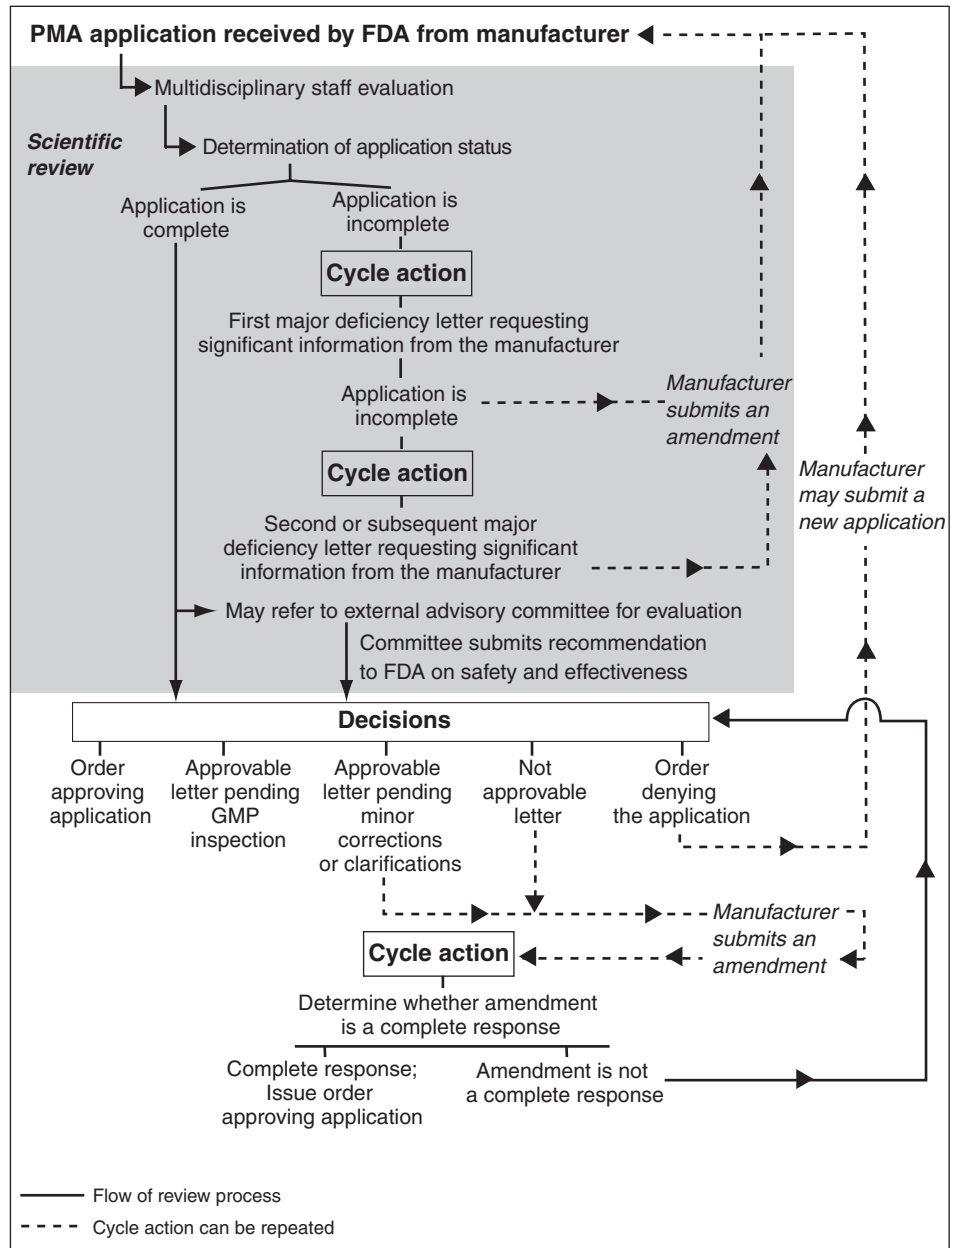 PMA application received by FDA from manufacturer
Multidisciplinary staff evaluation
Scientific
review
Determination of application status
Application is
complete
Application is
incomplete
Cycle action
First major deficiency letter requesting
significant information from the manufacturer
Application is
incomplete
Manufacturer
submits an
amendment
Cycle action
Manufacturer
may submit a
new application
Second or subsequent major
deficiency letter requesting significant
information from the manufacturer
May refer to external advisory committee for evaluation
Committee submits recommendation
to FDA on safety and effectiveness
Decisions
Order
approving
application
Approvable
letter pending
GMP
inspection
Approvable
letter pending
minor
corrections
or clarifications
Not
approvable
letter
Order
denying
the application
Manufacturer
submits an
amendment
Cycle action
Determine whether amendment
is a complete response
Complete response;
Issue order
approving application
Amendment is not
a complete response
Flow of review process
Cycle action can be repeated